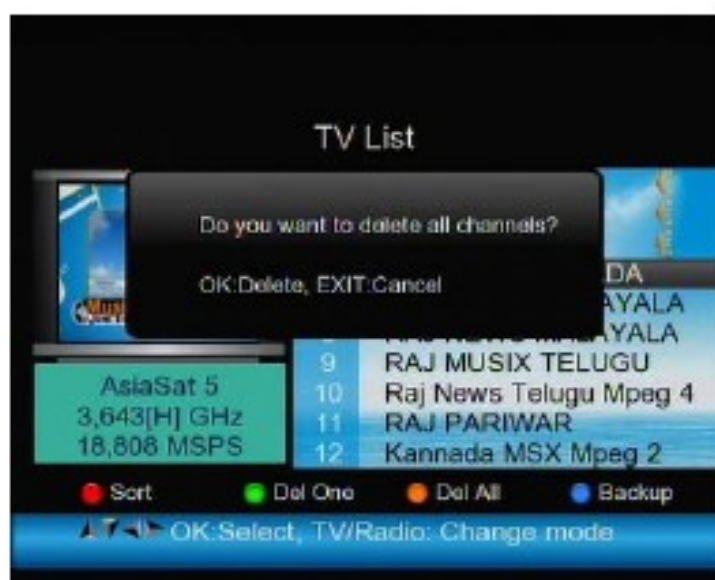 TV List
Do you want to delete all channels?
OK:Delete, EXIT:Cancel
DA
AYALA
YALA
9 RAJ MUSIX TELUGU
10 Raj News Telugu Mpeg 4
11 RAJ PARIWAR
12 Kannada MSX Mpeg 2
AsiaSat 5
3,643[H] GHz
18,808 MSPS
Sort Del One Del All Backup
OK:Select, TV/Radio: Change mode